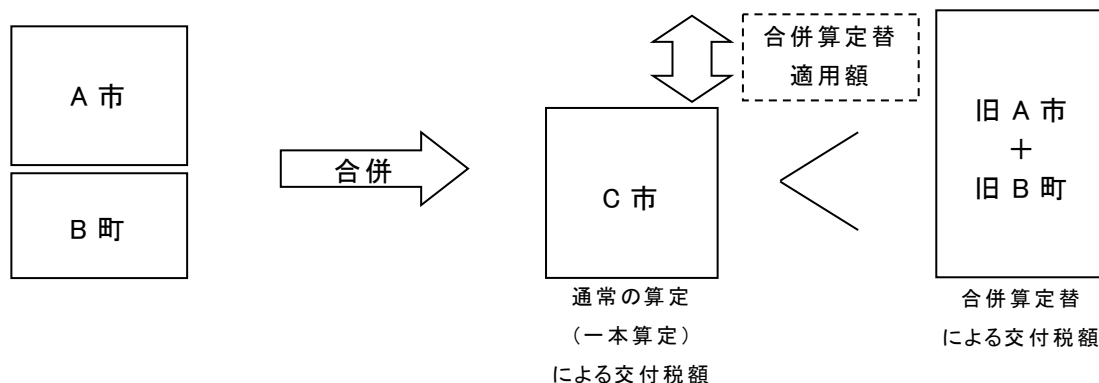 A 市
B 町
合併
合併算定替
適用額
C 市
通常の算定
（一本算定）
による交付税額
<
旧 A 市
＋
旧 B 町
合併算定替
による交付税額